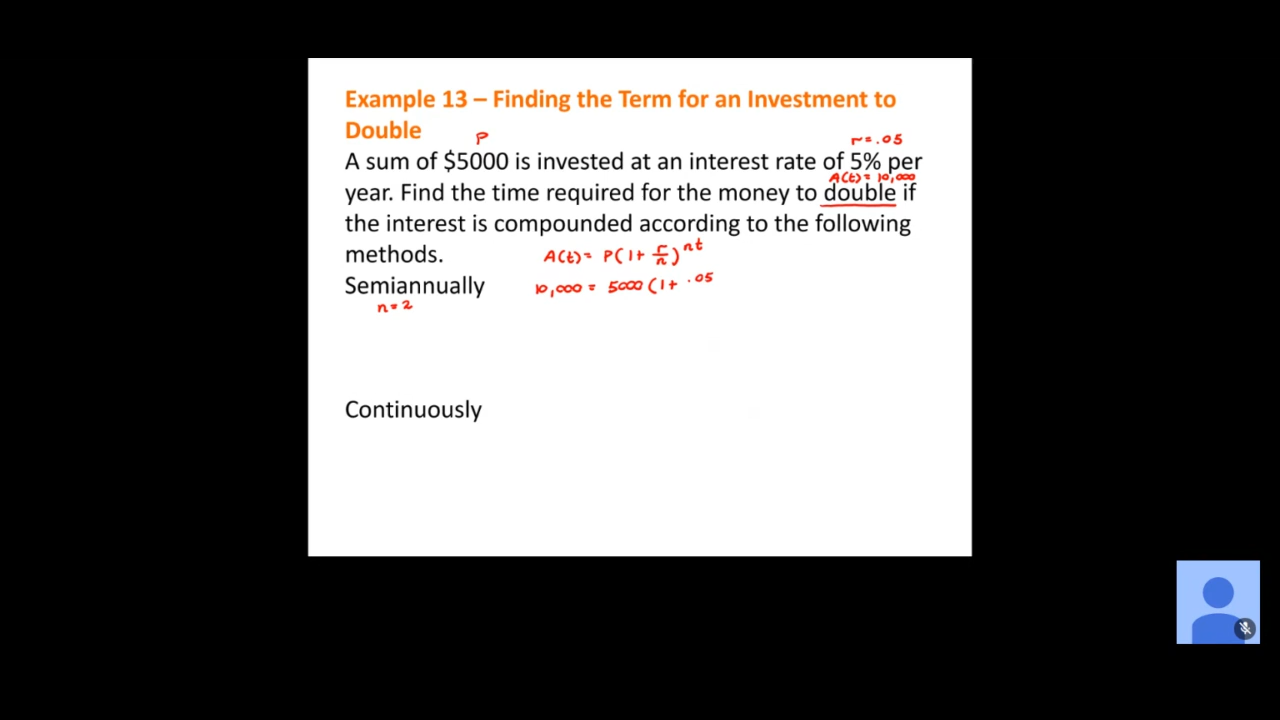 Example 13 – Finding the Term for an Investment to
Double
P
r=.05
A sum of $5000 is invested at an interest rate of 5% per
A(t)= 10,000
year. Find the time required for the money to double if
the interest is compounded according to the following
methods.
A(t)= P(1+ r/n)^nt
Semiannually
10,000 = 5000 (1+ .05
n=2
Continuously